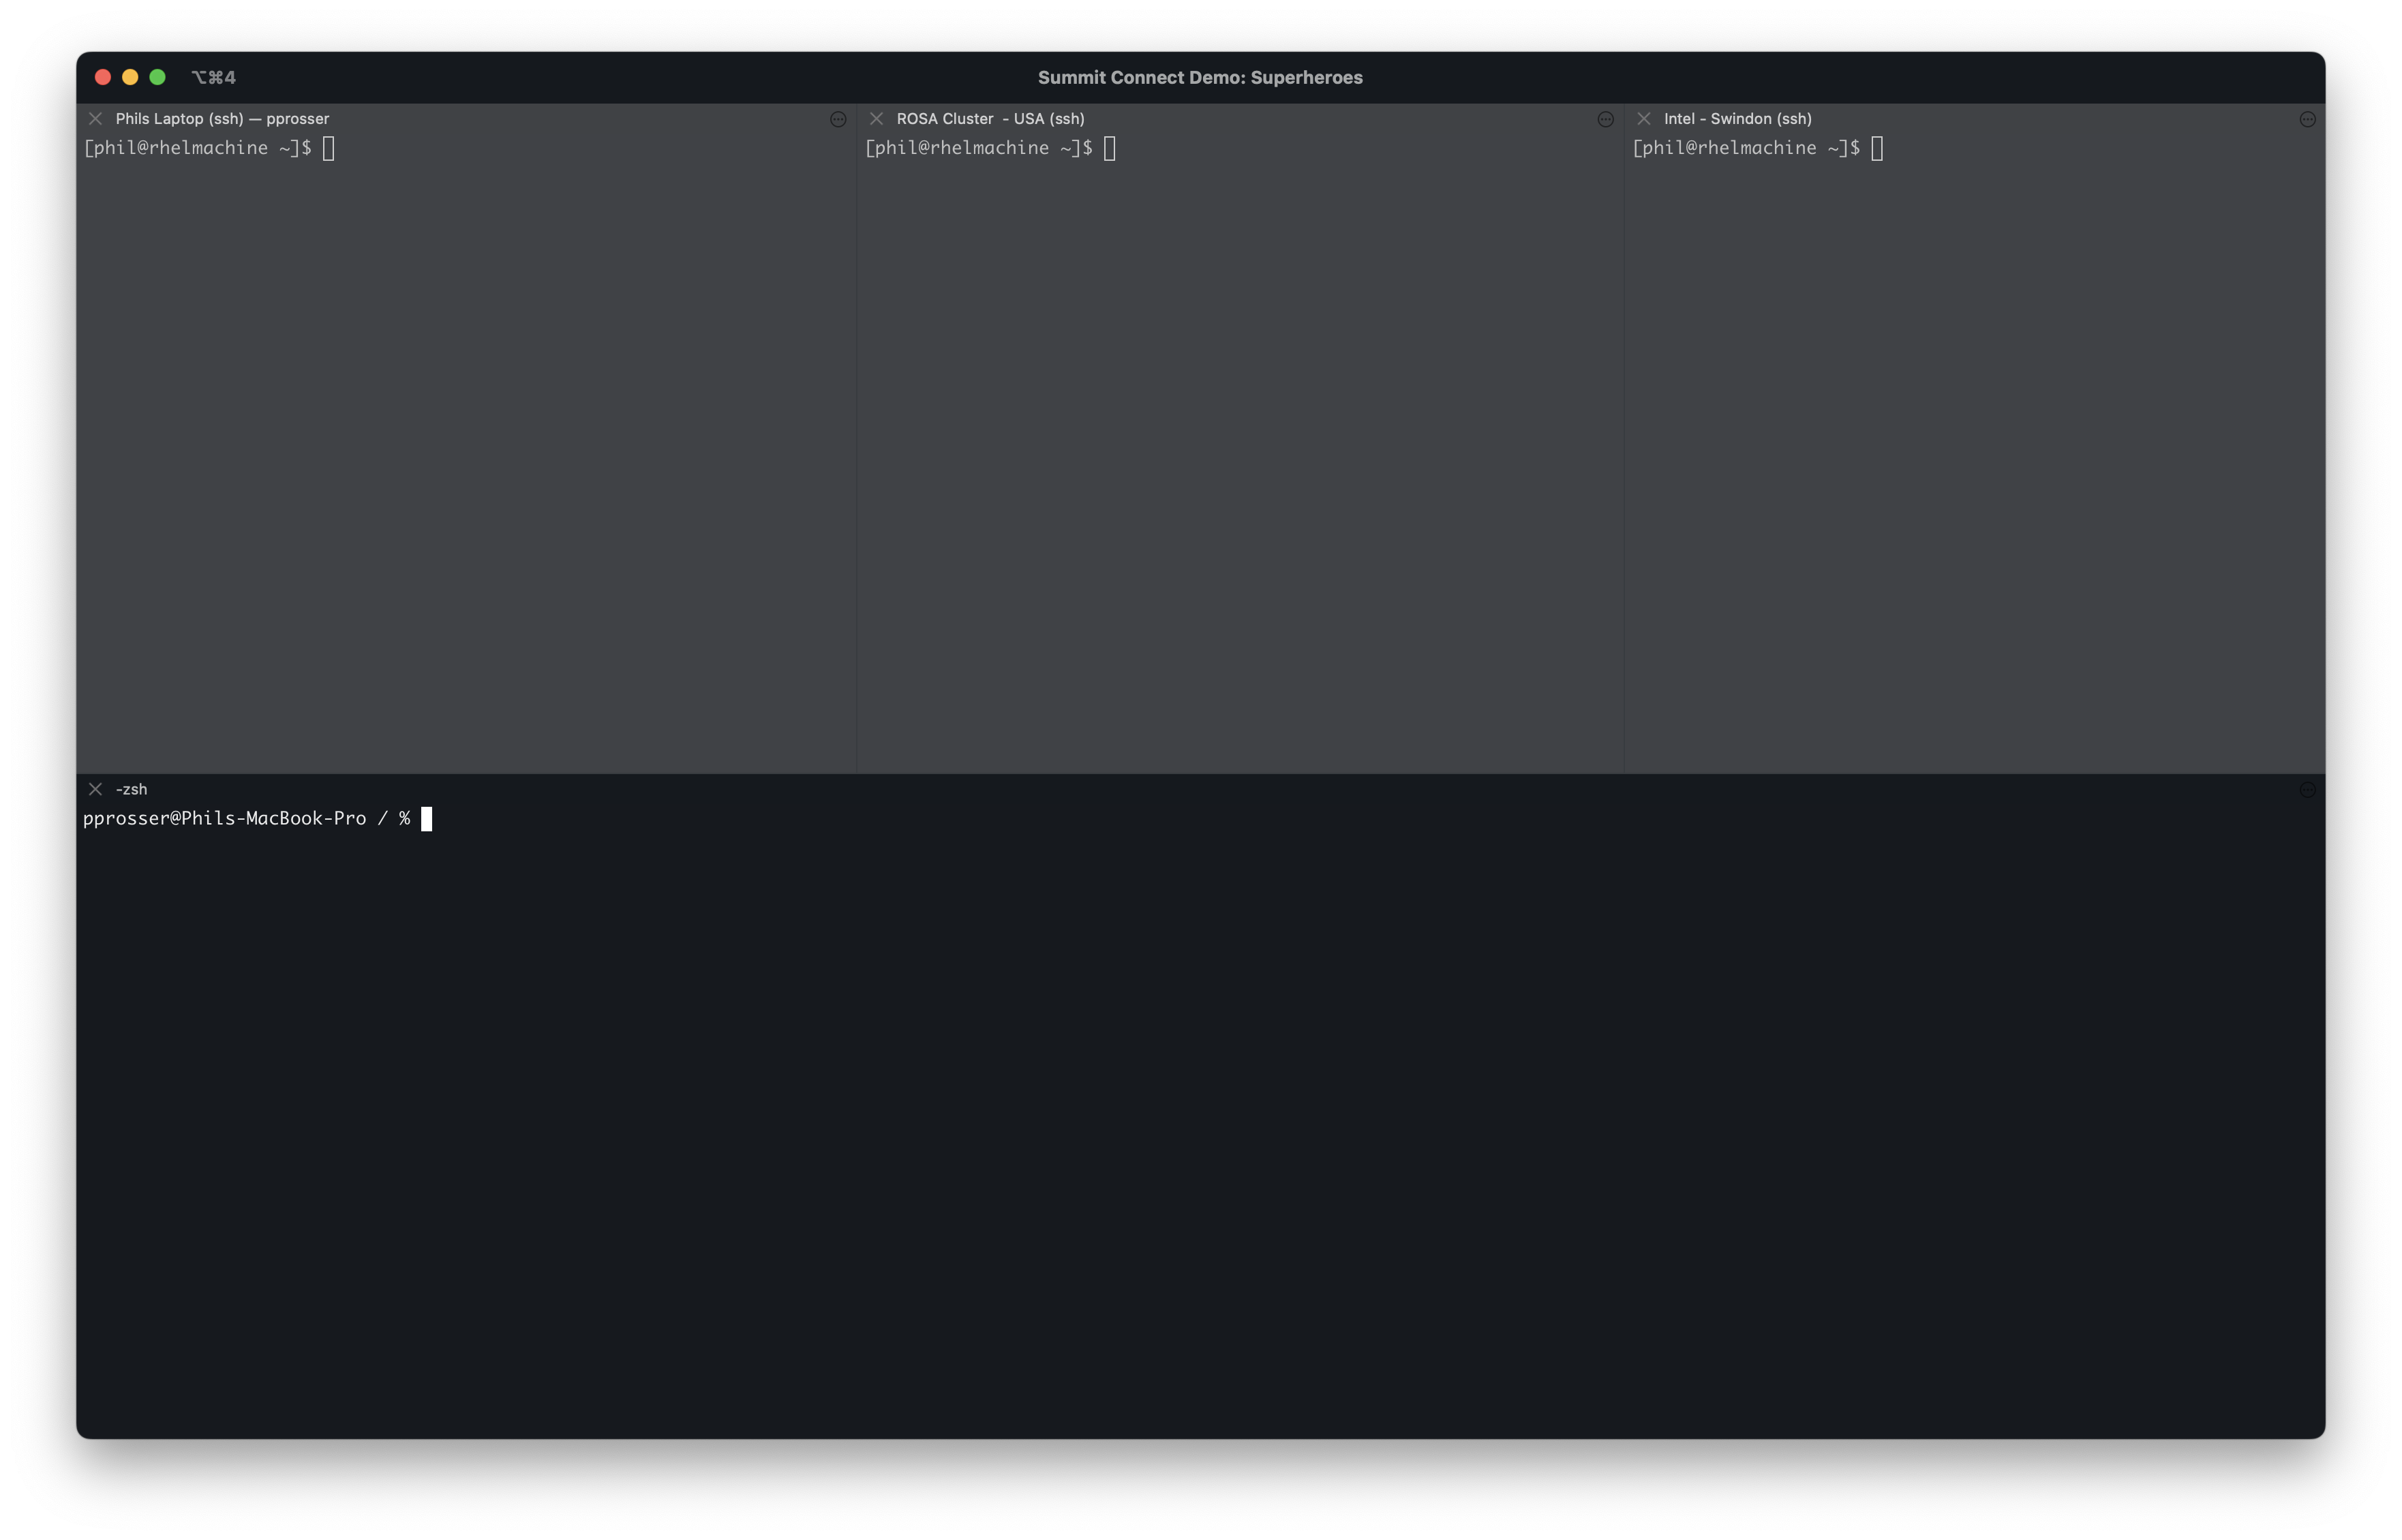 ⌥⌘4
Summit Connect Demo: Superheroes
Phils Laptop (ssh) — pprosser
[phil@rhelmachine ~]$
ROSA Cluster  - USA (ssh)
[phil@rhelmachine ~]$
Intel - Swindon (ssh)
[phil@rhelmachine ~]$
-zsh
pprosser@Phils-MacBook-Pro / %